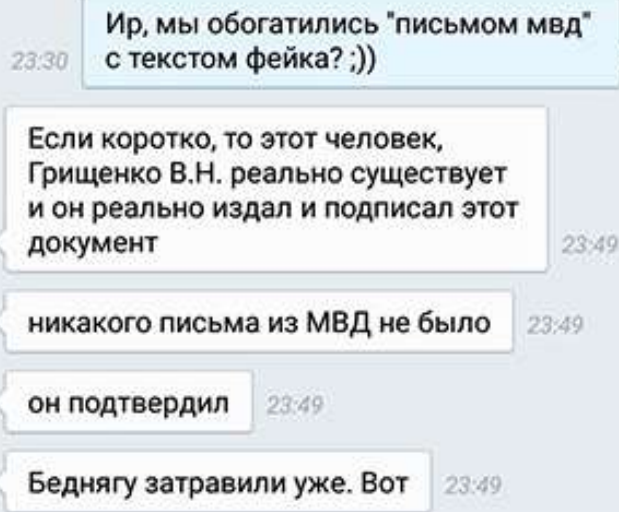 Ир, мы обогатились "письмом мвд"
с текстом фейка? ;))
23:30
Если коротко, то этот человек,
Грищенко В.Н. реально существует
и он реально издал и подписал этот
документ
23:49
никакого письма из МВД не было
23:49
он подтвердил
23:49
Беднягу затравили уже. Вот
23:49